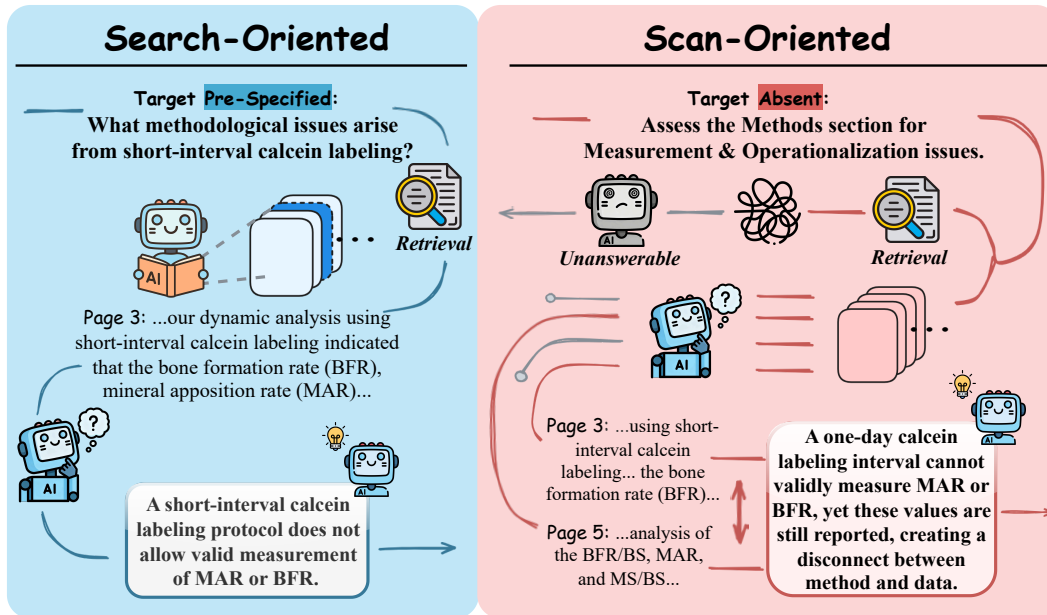 Search-Oriented
Target Pre-Specified:
What methodological issues arise
from short-interval calcein labeling?
AI
Retrieval
Page 3: ...our dynamic analysis using
short-interval calcein labeling indicated
that the bone formation rate (BFR),
mineral apposition rate (MAR)...
?
AI
AI
A short-interval calcein
labeling protocol does not
allow valid measurement
of MAR or BFR.
Scan-Oriented
Target Absent:
Assess the Methods section for
Measurement & Operationalization issues.
AI
Unanswerable
Retrieval
?
AI
Page 3: ...using short-
interval calcein
labeling... the bone
formation rate (BFR)...
Page 5: ...analysis of
the BFR/BS, MAR,
and MS/BS...
AI
A one-day calcein
labeling interval cannot
validly measure MAR or
BFR, yet these values are
still reported, creating a
disconnect between
method and data.